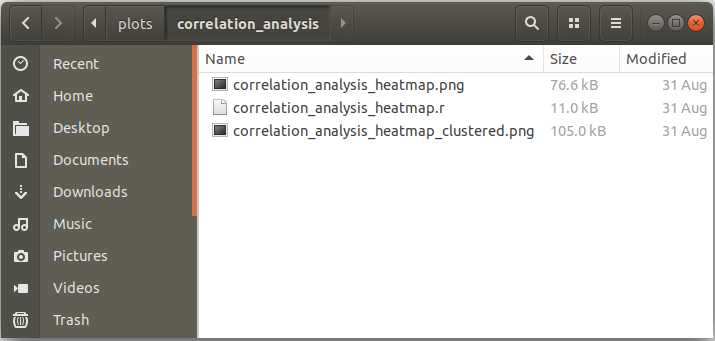 plots correlation_analysis
Name Size Modified
correlation_analysis_heatmap.png 76.6 kB 31 Aug
correlation_analysis_heatmap.r 11.0 kB 31 Aug
correlation_analysis_heatmap_clustered.png 105.0 kB 31 Aug
Recent
Home
Desktop
Documents
Downloads
Music
Pictures
Videos
Trash